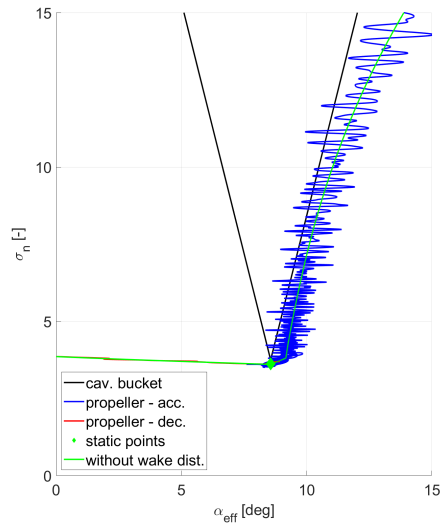 15
10
5
0
σn [-]
cav. bucket
propeller - acc.
propeller - dec.
static points
without wake dist.
0 5 10 15
αeff [deg]